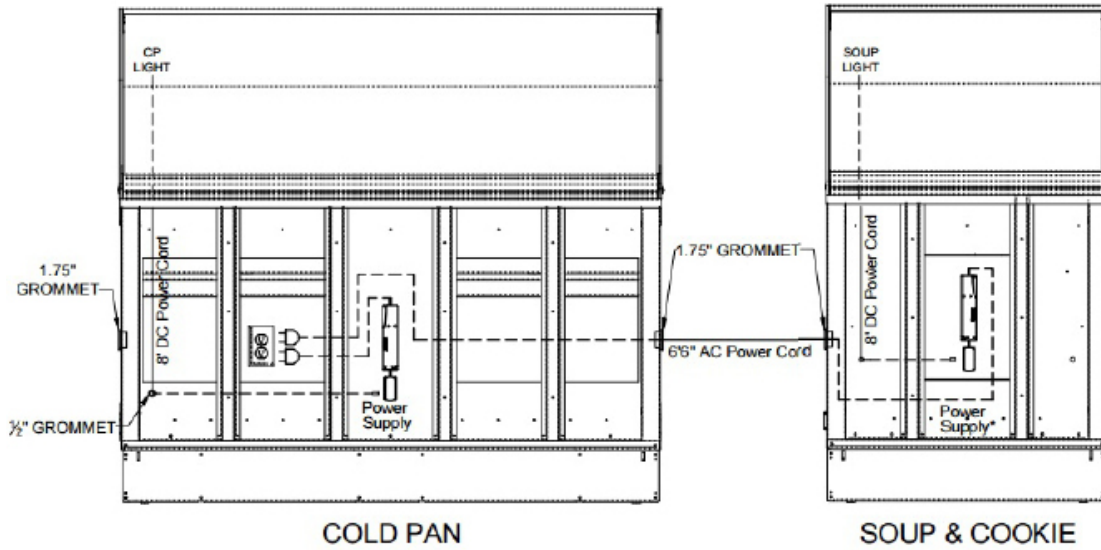 CP
LIGHT
SOUP
LIGHT
8' DC Power Cord
8' DC Power Cord
1.75"
GROMMET
1.75" GROMMET
6'6" AC Power Cord
½" GROMMET
Power
Supply
Power
Supply*
COLD PAN
SOUP & COOKIE